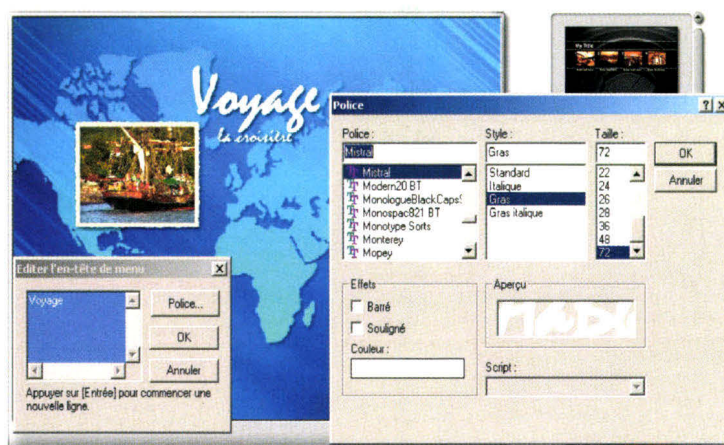 Voyage
la croisière
My Title
Police
Police :
Style :
Taille :
Mistral
Gras
72
OK
Annuler
Mistral
Modern20 BT
MonologueBlackCapsS
Monospac821 BT
Monotype Sorts
Monterey
Mopey
Standard
Italique
Gras
Gras italique
22
24
26
28
36
48
72
Effets
Barré
Souligné
Couleur :
Aperçu
Script :
Editer l'en-tête de menu
Voyage
Police...
OK
Annuler
Appuyer sur [Entrée] pour commencer une
nouvelle ligne.